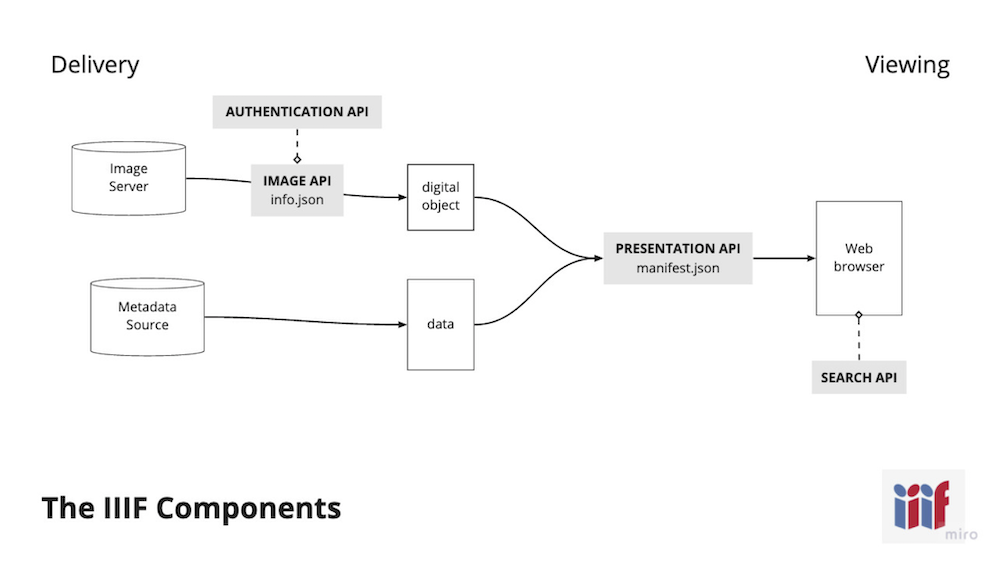 Delivery
Viewing
AUTHENTICATION API
Image
Server
IMAGE API
info.json
digital
object
PRESENTATION API
manifest.json
Web
browser
Metadata
Source
data
SEARCH API
The IIIF Components
iiif
miro